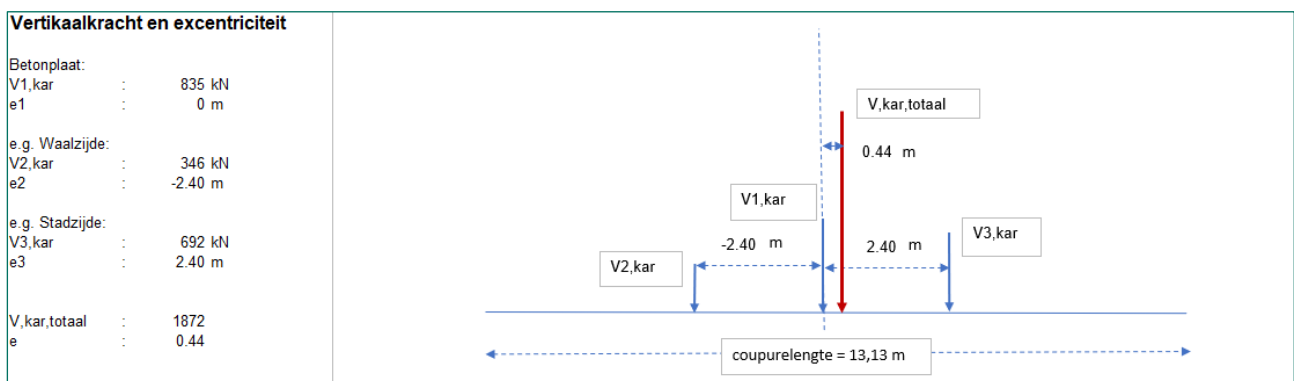 Vertikaalkracht en excentriciteit
Betonplaat:
V1,kar : 835 kN
e1 : 0 m
e.g. Waalzijde:
V2,kar : 346 kN
e2 : -2.40 m
e.g. Stadzijde:
V3,kar : 692 kN
e3 : 2.40 m
V,kar,totaal : 1872
e : 0.44
V,kar,totaal
0.44 m
V1,kar
-2.40 m
2.40 m
V3,kar
V2,kar
coupurelengte = 13,13 m